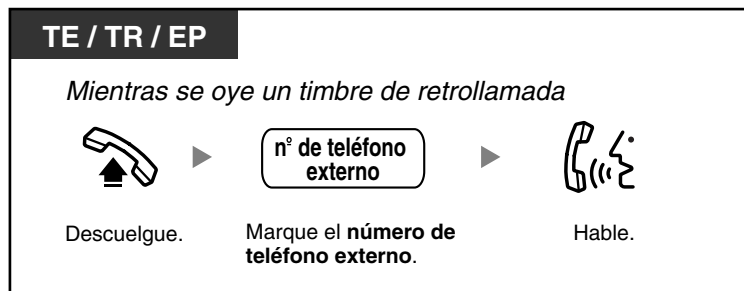 TE / TR / EP
Mientras se oye un timbre de retrollamada
nº de teléfono
externo
Descuelgue.
Marque el número de
teléfono externo.
Hable.